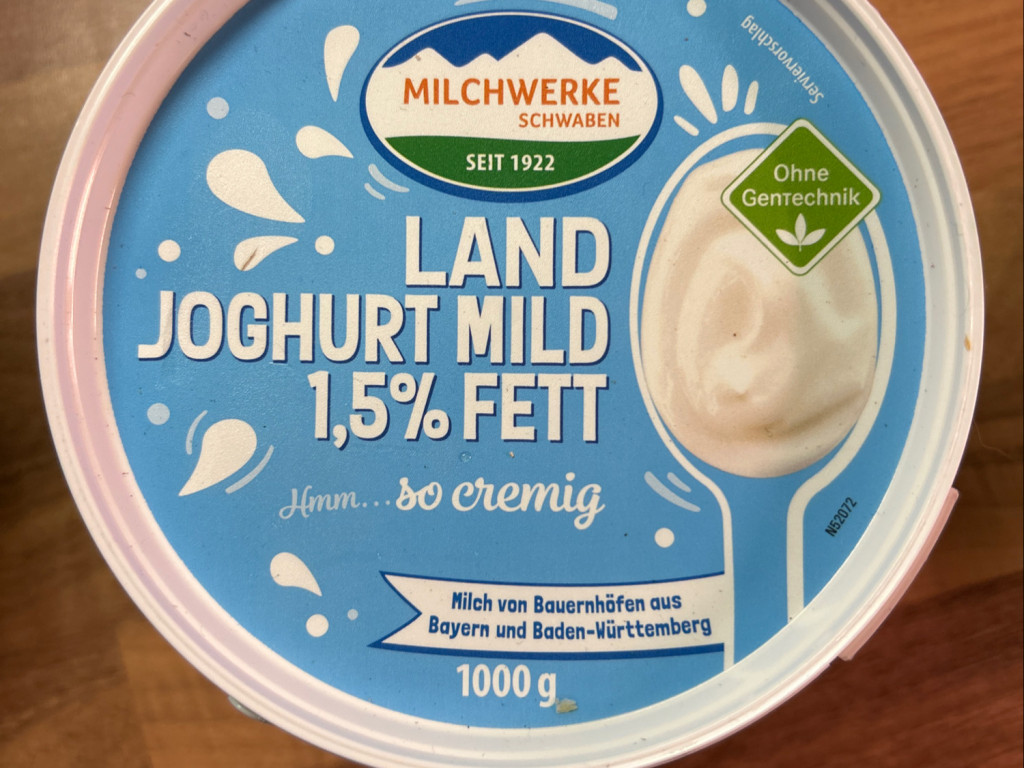 MILCHWERKE
SCHWABEN
SEIT 1922
Serviervorschlag
Ohne
Gentechnik
LAND
JOGHURT MILD
1,5% FETT
Hmm... so cremig
N52072
Milch von Bauernhöfen aus
Bayern und Baden-Württemberg
1000 g